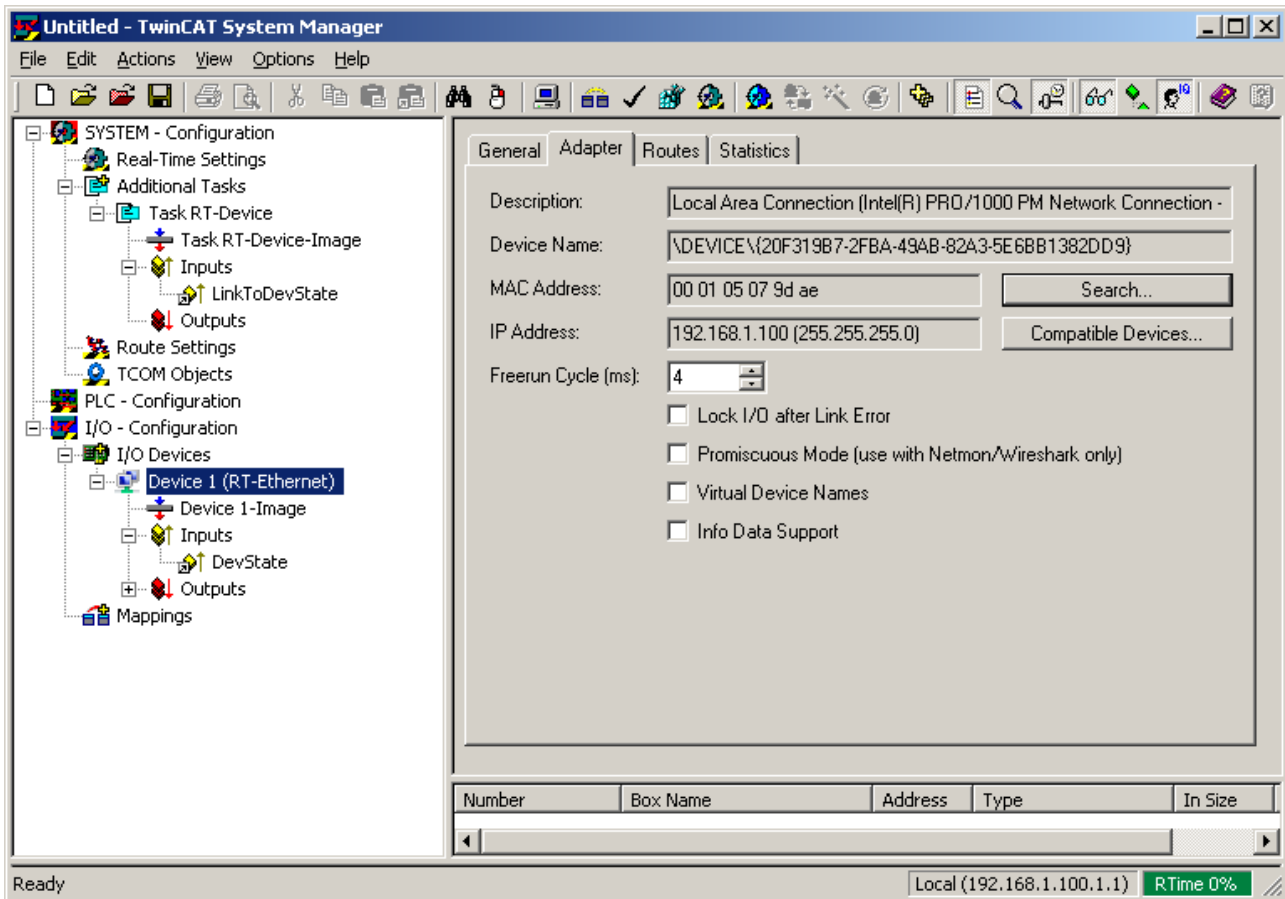 Untitled - TwinCAT System Manager
File Edit Actions View Options Help
SYSTEM - Configuration
Real-Time Settings
Additional Tasks
Task RT-Device
Task RT-Device-Image
Inputs
LinkToDevState
Outputs
Route Settings
TCOM Objects
PLC - Configuration
I/O - Configuration
I/O Devices
Device 1 (RT-Ethernet)
Device 1-Image
Inputs
DevState
Outputs
Mappings
General Adapter Routes Statistics
Description: Local Area Connection (Intel(R) PRO/1000 PM Network Connection -
Device Name: \DEVICE\{20F319B7-2FBA-49AB-82A3-5E6BB1382DD9}
MAC Address: 00 01 05 07 9d ae Search...
IP Address: 192.168.1.100 (255.255.255.0) Compatible Devices...
Freerun Cycle (ms): 4
Lock I/O after Link Error
Promiscuous Mode (use with Netmon/Wireshark only)
Virtual Device Names
Info Data Support
Number Box Name Address Type In Size
Ready Local (192.168.1.100.1.1) RTime 0%